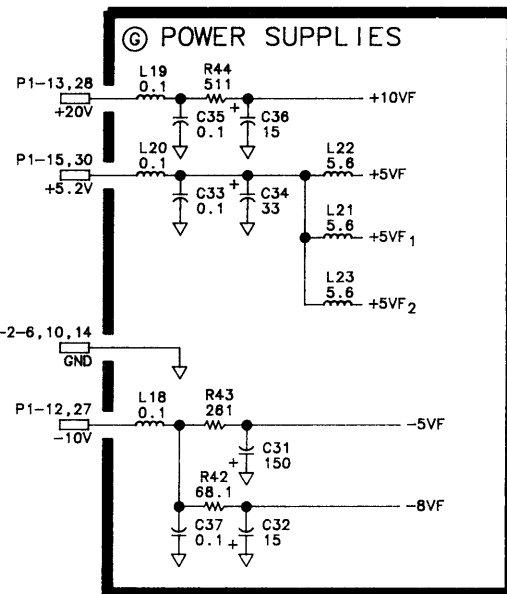 G POWER SUPPLIES
P1-13,28
+20V
L19
0.1
R44
511
+10VF
C35
0.1
+
C36
15
P1-15,30
+5.2V
L20
0.1
L22
5.6
+5VF
C33
0.1
+
C34
33
L21
5.6
+5VF1
L23
5.6
+5VF2
-2-6,10,14
GND
P1-12,27
-10V
L18
0.1
R43
261
-5VF
+
C31
150
R42
68.1
-8VF
C37
0.1
+
C32
15